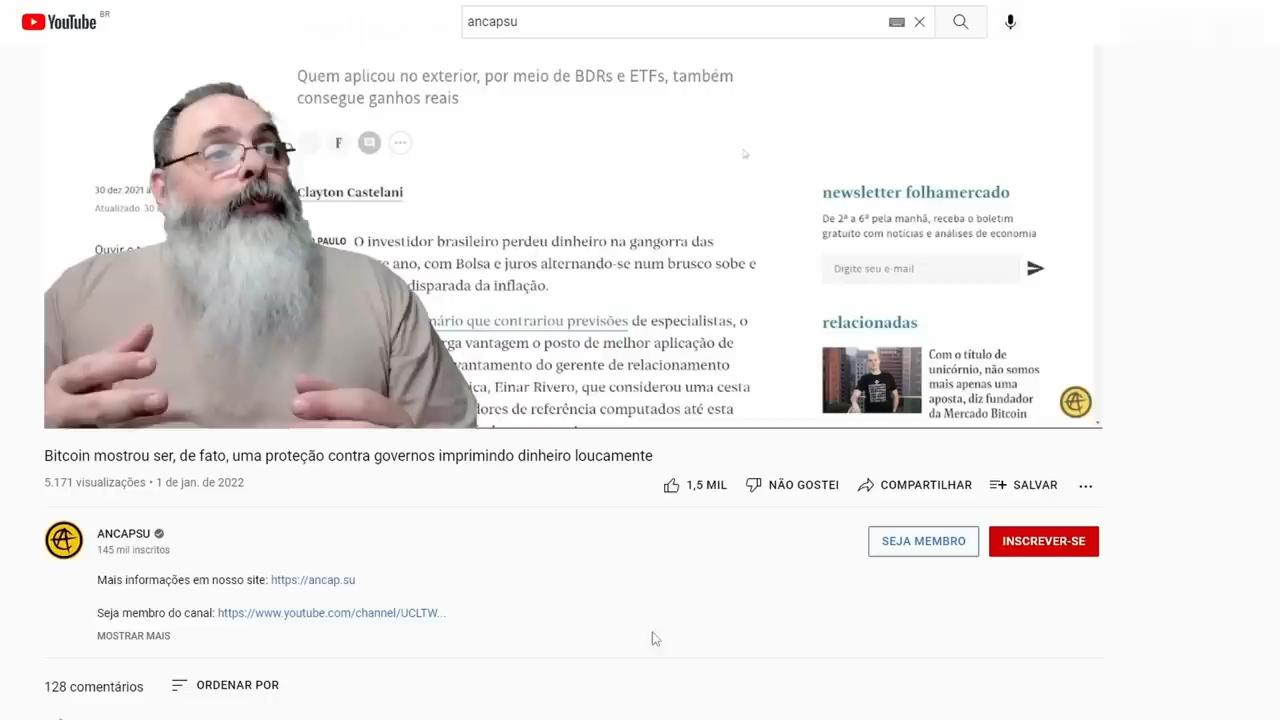 YouTube BR
ancapsu
Quem aplicou no exterior, por meio de BDRs e ETFs, também
consegue ganhos reais
F
30 dez 2021 à
Clayton Castelani
Atualizado 30
newsletter folhamercado
De 2ª a 6ª pela manhã, receba o boletim
gratuito com notícias e análises de economia
Digite seu e-mail
PAULO O investidor brasileiro perdeu dinheiro na gangorra das
e ano, com Bolsa e juros alternando-se num brusco sobe e
disparada da inflação.
nário que contrariou previsões de especialistas, o
rga vantagem o posto de melhor aplicação de
vantamento do gerente de relacionamento
ica, Einar Rivero, que considerou uma cesta
dores de referência computados até esta
relacionadas
Com o título de
unicórnio, não somos
mais apenas uma
aposta, diz fundador
da Mercado Bitcoin
Bitcoin mostrou ser, de fato, uma proteção contra governos imprimindo dinheiro loucamente
5.171 visualizações • 1 de jan. de 2022
1,5 MIL NÃO GOSTEI COMPARTILHAR SALVAR
ANCAPSU
145 mil inscritos
SEJA MEMBRO
INSCREVER-SE
Mais informações em nosso site: https://ancap.su
Seja membro do canal: https://www.youtube.com/channel/UCLTW...
MOSTRAR MAIS
128 comentários
ORDENAR POR